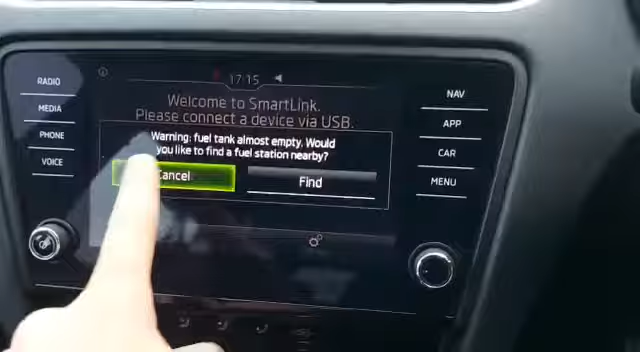 17:15
RADIO
MEDIA
PHONE
VOICE
Welcome to SmartLink.
Please connect a device via USB.
Warning: fuel tank almost empty. Would
you like to find a fuel station nearby?
Cancel
Find
NAV
APP
CAR
MENU